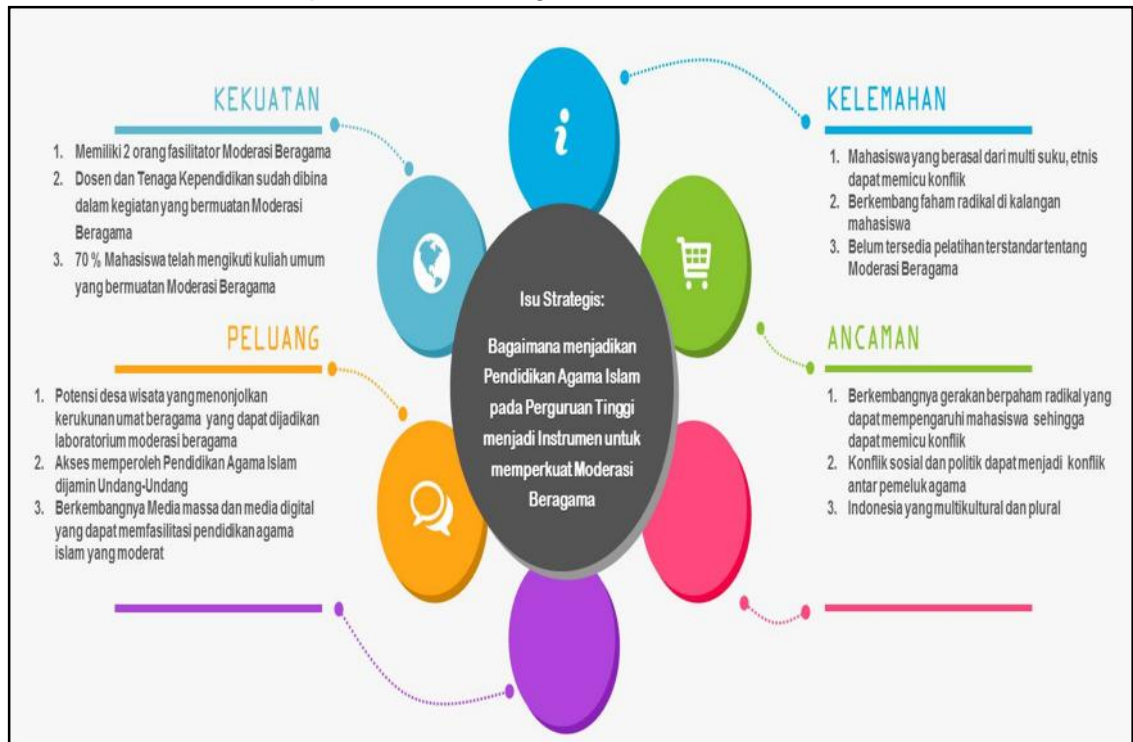 KEKUATAN
1. Memiliki 2 orang fasilitator Moderasi Beragama
2. Dosen dan Tenaga Kependidikan sudah dibina
dalam kegiatan yang bermuatan Moderasi
Beragama
3. 70 % Mahasiswa telah mengikuti kuliah umum
yang bermuatan Moderasi Beragama
PELUANG
1. Potensi desa wisata yang menonjolkan
kerukunan umat beragama yang dapat dijadikan
laboratorium moderasi beragama
2. Akses memperoleh Pendidikan Agama Islam
dijamin Undang-Undang
3. Berkembangnya Media massa dan media digital
yang dapat memfasilitasi pendidikan agama
islam yang moderat
Isu Strategis:
Bagaimana menjadikan
Pendidikan Agama Islam
pada Perguruan Tinggi
menjadi Instrumen untuk
memperkuat Moderasi
Beragama
KELEMAHAN
1. Mahasiswa yang berasal dari multi suku, etnis
dapat memicu konflik
2. Berkembang faham radikal di kalangan
mahasiswa
3. Belum tersedia pelatihan terstandar tentang
Moderasi Beragama
ANCAMAN
1. Berkembangnya gerakan berpaham radikal yang
dapat mempengaruhi mahasiswa sehingga
dapat memicu konflik
2. Konflik sosial dan politik dapat menjadi konflik
antar pemeluk agama
3. Indonesia yang multikultural dan plural